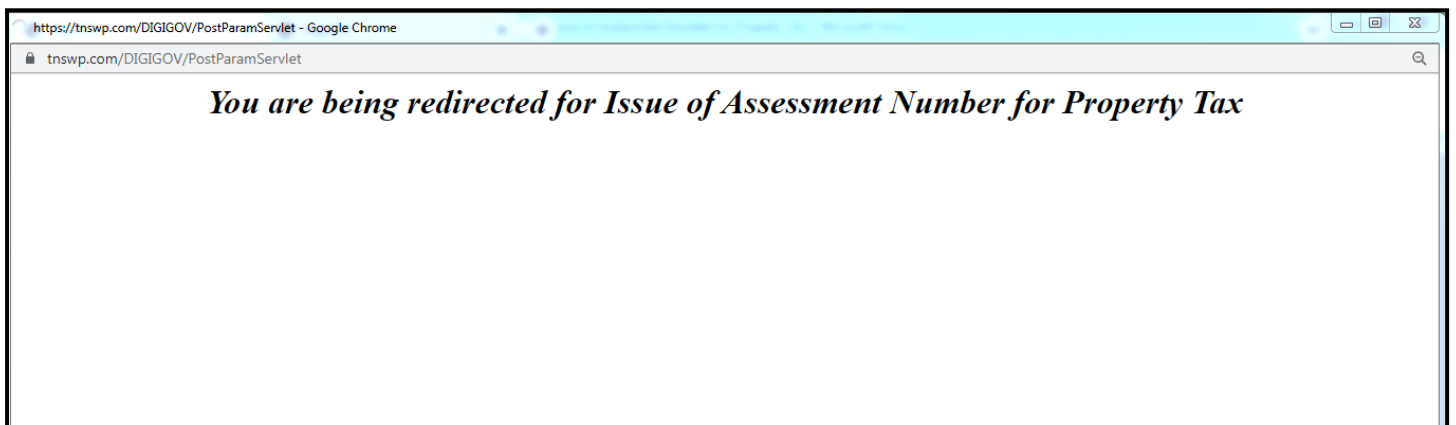 https://tnswp.com/DIGIGOV/PostParamServlet - Google Chrome
tnswp.com/DIGIGOV/PostParamServlet
You are being redirected for Issue of Assessment Number for Property Tax